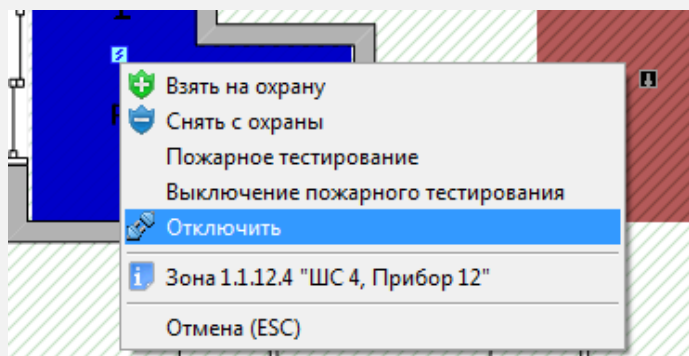 Взять на охрану
Снять с охраны
Пожарное тестирование
Выключение пожарного тестирования
Отключить
Зона 1.1.12.4 "ШС 4, Прибор 12"
Отмена (ESC)